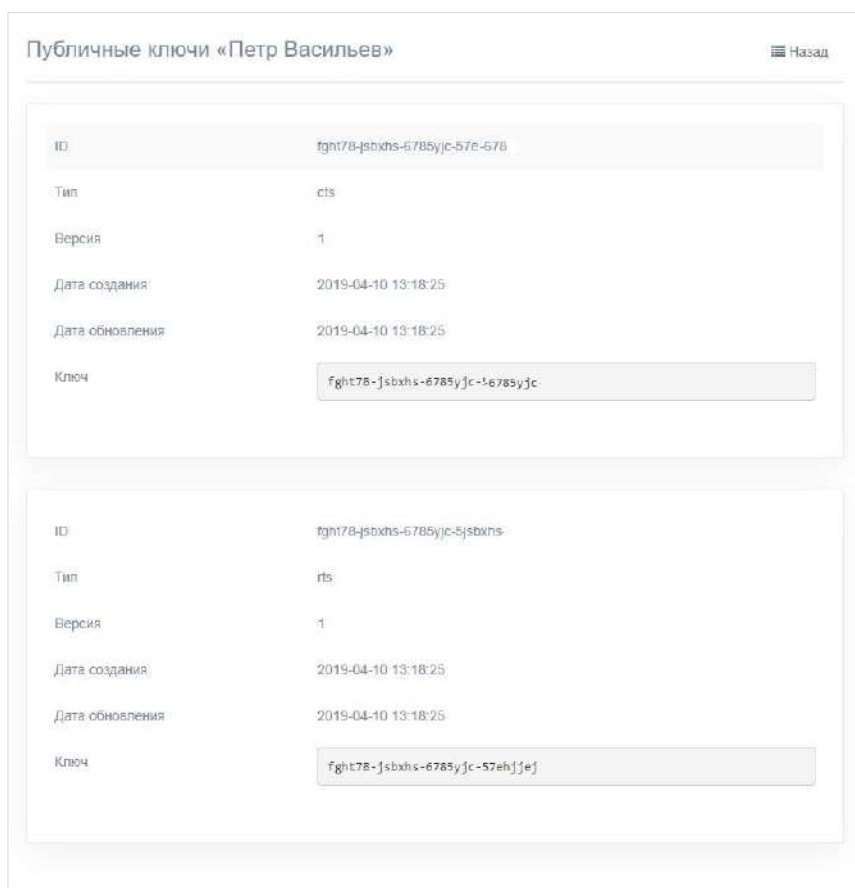 Публичные ключи «Петр Васильев»
Назад
ID fght78-jsbxhs-6785yjc-57e-678
Тип cts
Версия 1
Дата создания 2019-04-10 13:18:25
Дата обновления 2019-04-10 13:18:25
Ключ fght78-jsbxhs-6785yjc-56785yjc
ID fght78-jsbxhs-6785yjc-5jsbxhs-
Тип rts
Версия 1
Дата создания 2019-04-10 13:18:25
Дата обновления 2019-04-10 13:18:25
Ключ fght78-jsbxhs-6785yjc-57ehjjej